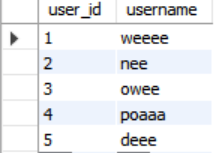 user_id username
1 weeee
2 nee
3 owee
4 poaaa
5 deee